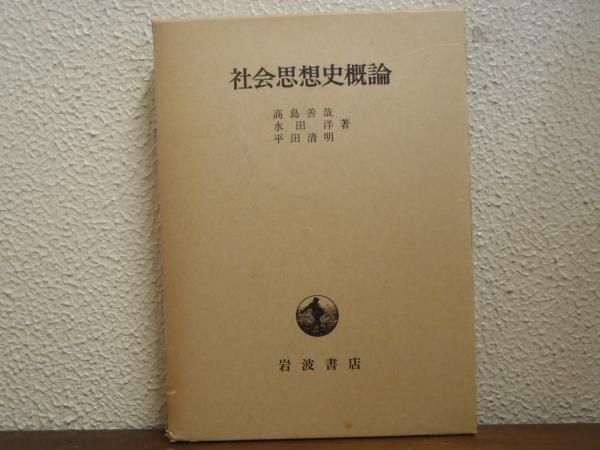 社会思想史概論
高島善哉
水田洋著
平田清明
岩波書店